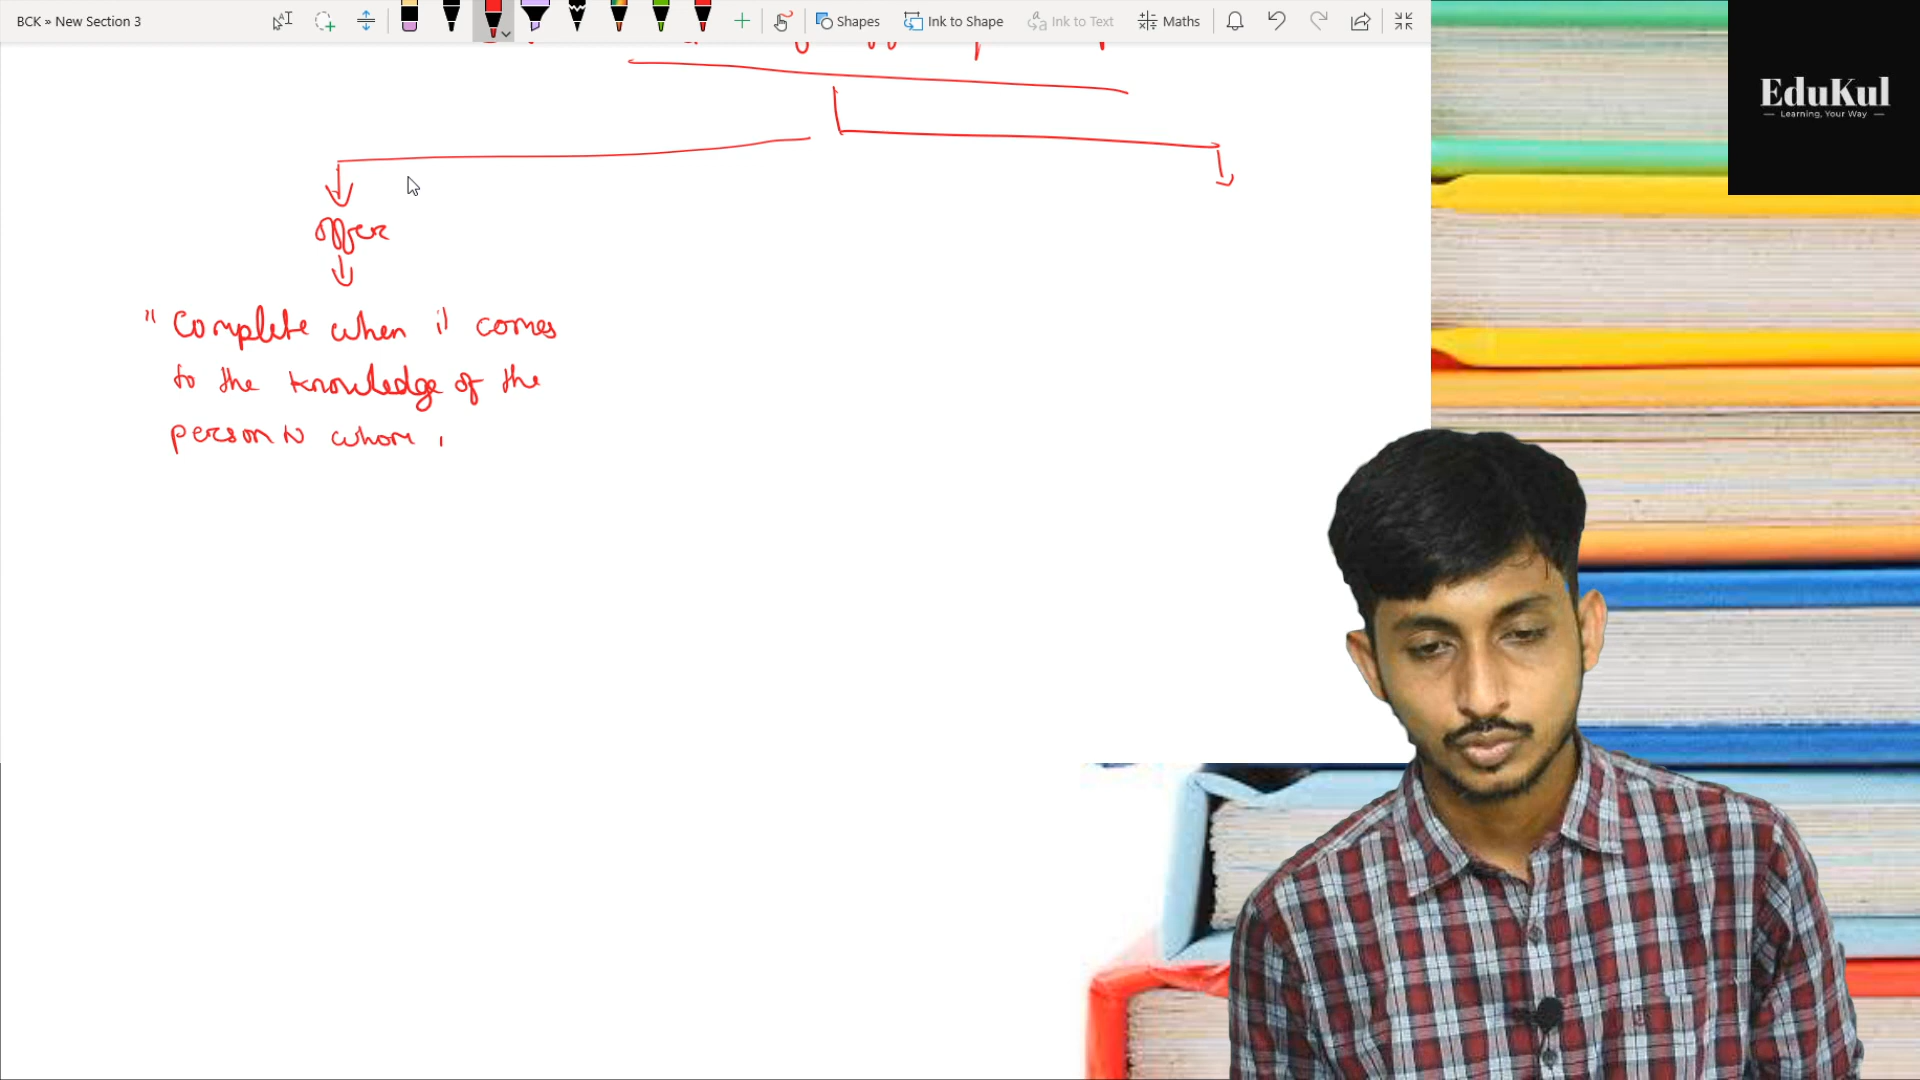 BCK » New Section 3
Shapes
Ink to Shape
Ink to Text
Maths
EduKul
— Learning, Your Way —
offer
" Complete when it comes
to the knowledge of the
person to whom